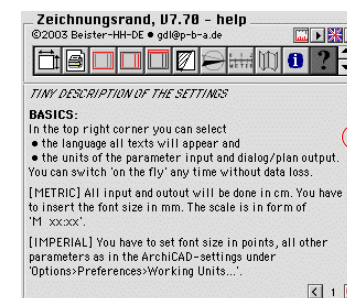 Zeichnungsrand, V7.70 - help
©2003 Beister-HH-DE ● gdl@p-b-a.de
i ?
TINY DESCRIPTION OF THE SETTINGS
BASICS:
In the top right corner you can select
● the language all texts will appear and
● the units of the parameter input and dialog/plan output.
You can switch 'on the fly' any time without data loss.
[METRIC] All input and outout will be done in cm. You have
to insert the font size in mm. The scale is in form of
'M xx:xx'.
[IMPERIAL] You have to set font size in points, all other
parameters as in the ArchiCAD-settings under
'Options>Preferences>Working Units...'.
< 1